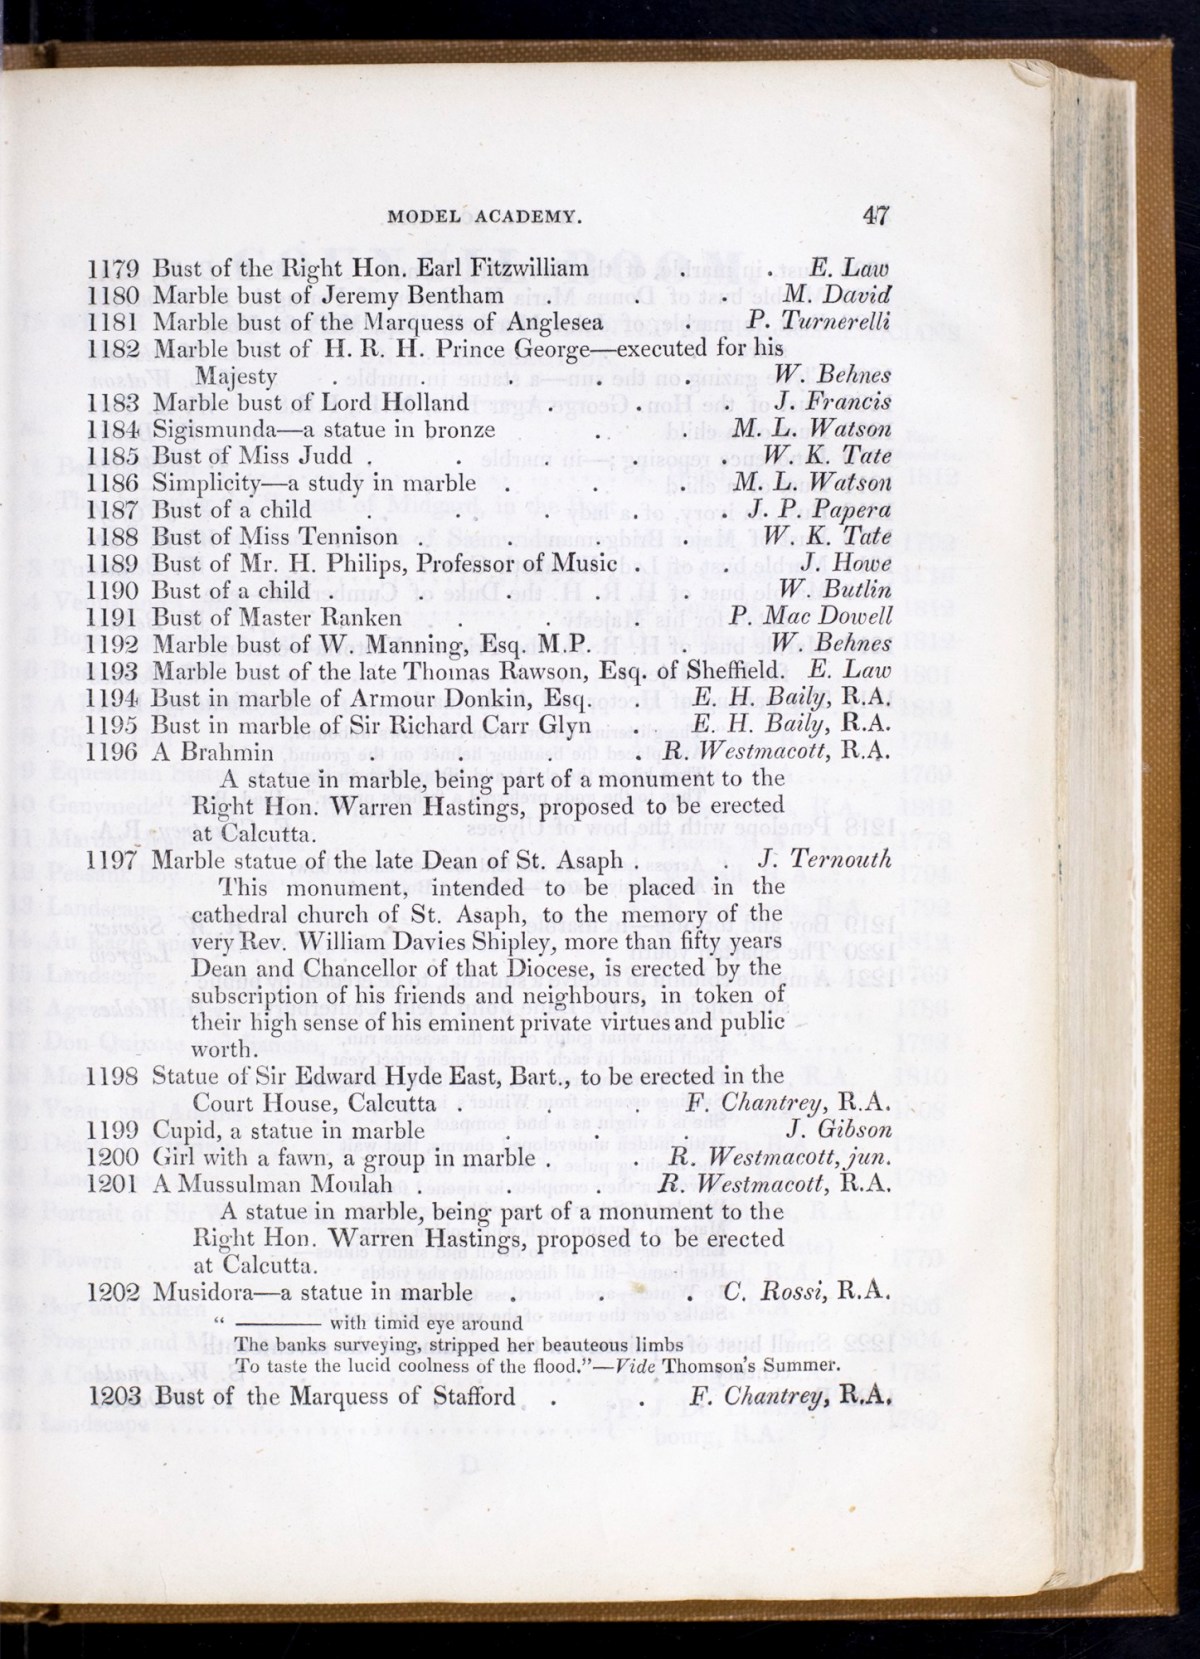 MODEL ACADEMY. 47
1179 Bust of the Right Hon. Earl Fitzwilliam . . E. Law
1180 Marble bust of Jeremy Bentham . . . M. David
1181 Marble bust of the Marquess of Anglesea . P. Turnerelli
1182 Marble bust of H. R. H. Prince George—executed for his
Majesty . . . . . W. Behnes
1183 Marble bust of Lord Holland . . . J. Francis
1184 Sigismunda—a statue in bronze . . M. L. Watson
1185 Bust of Miss Judd . . . . . W. K. Tate
1186 Simplicity—a study in marble . . . M. L. Watson
1187 Bust of a child . . . . . J. P. Papera
1188 Bust of Miss Tennison . . . . W. K. Tate
1189 Bust of Mr. H. Philips, Professor of Music . . J. Howe
1190 Bust of a child . . . . . W. Butlin
1191 Bust of Master Ranken . . . . P. Mac Dowell
1192 Marble bust of W. Manning, Esq. M.P. . . W. Behnes
1193 Marble bust of the late Thomas Rawson, Esq. of Sheffield E. Law
1194 Bust in marble of Armour Donkin, Esq. . E. H. Baily, R.A.
1195 Bust in marble of Sir Richard Carr Glyn . E. H. Baily, R.A.
1196 A Brahmin . . . . R. Westmacott, R.A.
A statue in marble, being part of a monument to the
Right Hon. Warren Hastings, proposed to be erected
at Calcutta.
1197 Marble statue of the late Dean of St. Asaph . J. Ternouth
This monument, intended to be placed in the
cathedral church of St. Asaph, to the memory of the
very Rev. William Davies Shipley, more than fifty years
Dean and Chancellor of that Diocese, is erected by the
subscription of his friends and neighbours, in token of
their high sense of his eminent private virtues and public
worth.
1198 Statue of Sir Edward Hyde East, Bart., to be erected in the
Court House, Calcutta . . . F. Chantrey, R.A.
1199 Cupid, a statue in marble . . . J. Gibson
1200 Girl with a fawn, a group in marble . . R. Westmacott, jun.
1201 A Mussulman Moulah . . . R. Westmacott, R.A.
A statue in marble, being part of a monument to the
Right Hon. Warren Hastings, proposed to be erected
at Calcutta.
1202 Musidora—a statue in marble . . . C. Rossi, R.A.
“ ——— with timid eye around
The banks surveying, stripped her beauteous limbs
To taste the lucid coolness of the flood.”—Vide Thomson's Summer.
1203 Bust of the Marquess of Stafford . . F. Chantrey, R.A.